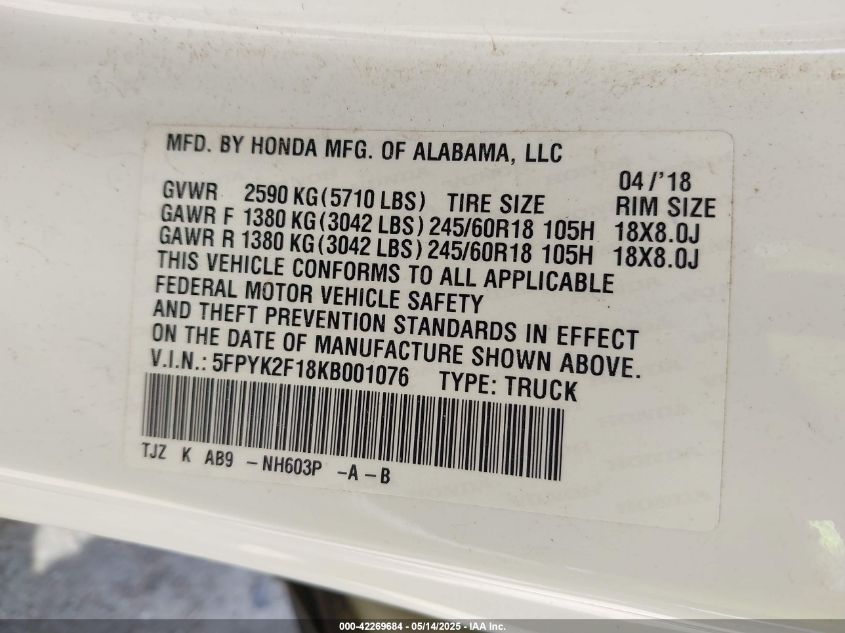 MFD. BY HONDA MFG. OF ALABAMA, LLC
04/'18
GVWR 2590 KG(5710 LBS) TIRE SIZE RIM SIZE
GAWR F 1380 KG(3042 LBS) 245/60R18 105H 18X8.0J
GAWR R 1380 KG(3042 LBS) 245/60R18 105H 18X8.0J
THIS VEHICLE CONFORMS TO ALL APPLICABLE
FEDERAL MOTOR VEHICLE SAFETY
AND THEFT PREVENTION STANDARDS IN EFFECT
ON THE DATE OF MANUFACTURE SHOWN ABOVE.
V.I.N.: 5FPYK2F18KB001076 TYPE: TRUCK
TJZ K AB9 -NH603P -A-B
000-42269684 - 05/14/2025 - IAA Inc.